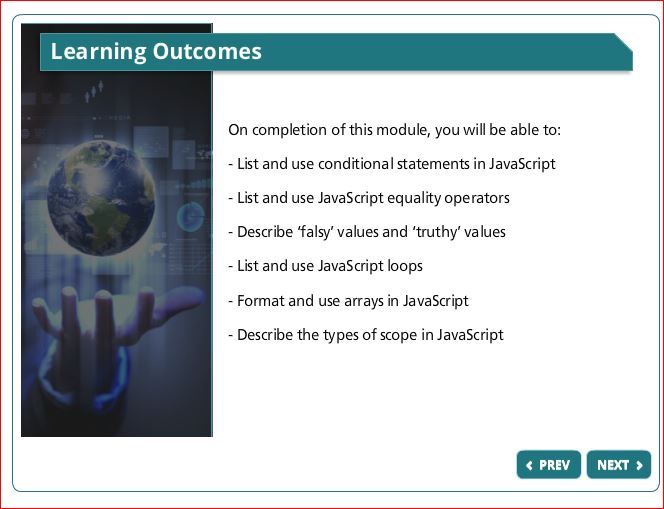 Learning Outcomes
On completion of this module, you will be able to:
- List and use conditional statements in JavaScript
- List and use JavaScript equality operators
- Describe ‘falsy’ values and ‘truthy’ values
- List and use JavaScript loops
- Format and use arrays in JavaScript
- Describe the types of scope in JavaScript
PREV
NEXT